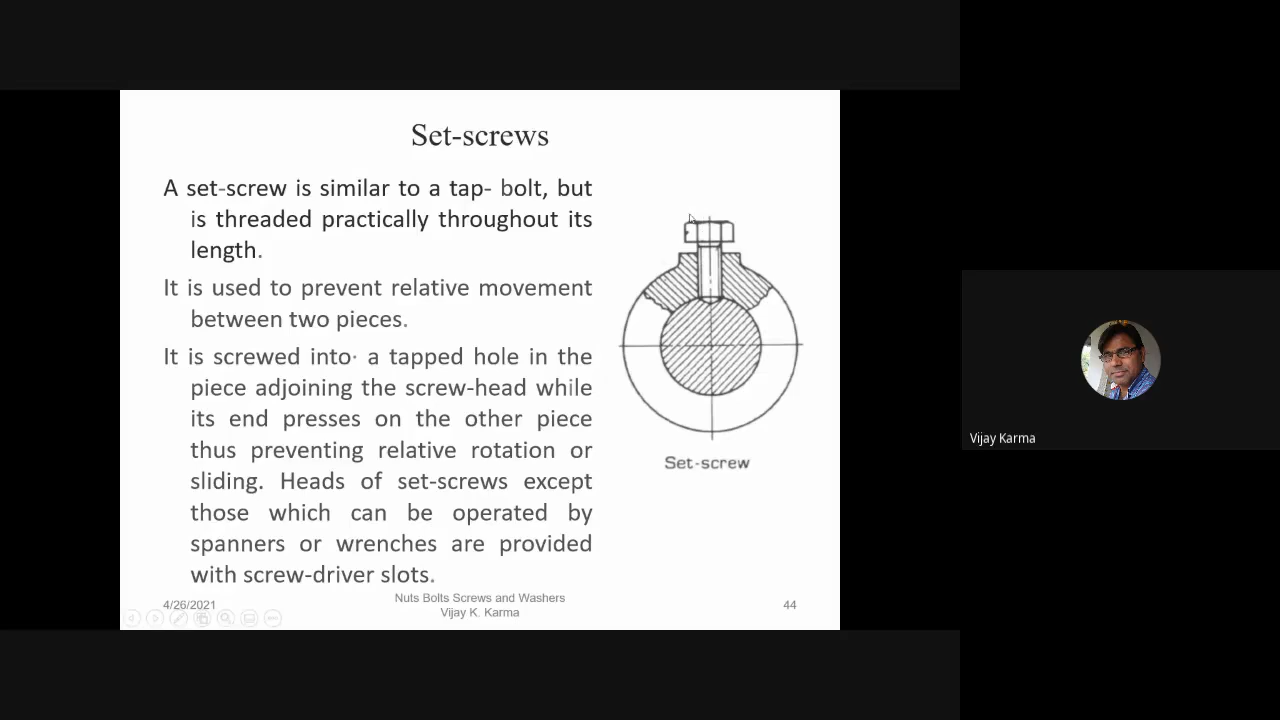 Set-screws
A set-screw is similar to a tap- bolt, but
is threaded practically throughout its
length.
It is used to prevent relative movement
between two pieces.
It is screwed into· a tapped hole in the
piece adjoining the screw-head while
its end presses on the other piece
thus preventing relative rotation or
sliding. Heads of set-screws except
those which can be operated by
spanners or wrenches are provided
with screw-driver slots.
Set-screw
4/26/2021
Nuts Bolts Screws and Washers
Vijay K. Karma
44
Vijay Karma